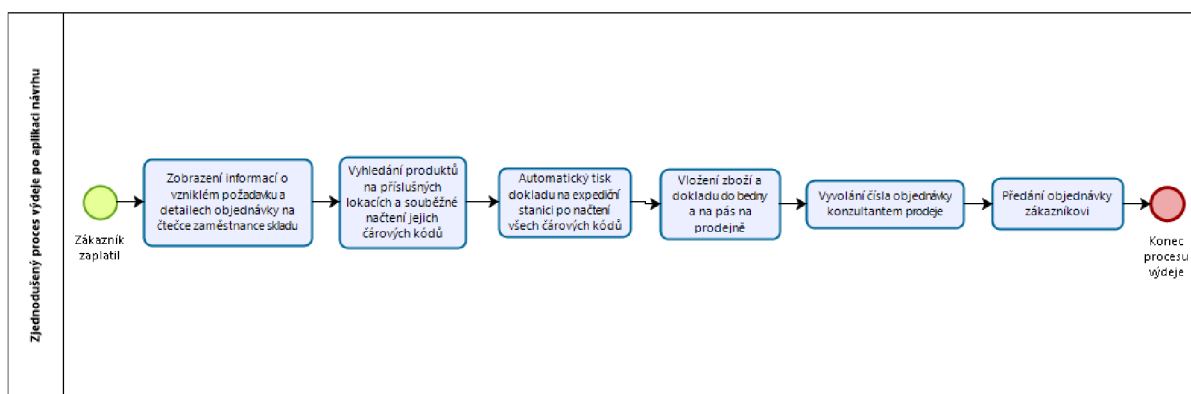 Zjednodušený proces výdeje po aplikaci návrhu
Zákazník
zaplatil
Zobrazení informací o
vzniklém požadavku a
detailech objednávky na
čtečce zaměstnance skladu
Vyhledání produktů
na příslušných
lokacích a souběžné
načtení jejich
čárových kódů
Automatický tisk
dokladu na expediční
stanici po načtení
všech čárových kódů
Vložení zboží a
dokladu do bedny
a na pás na
prodejně
Vyvolání čísla objednávky
konzultantem prodeje
Předání objednávky
zákazníkovi
Konec
procesu
výdeje